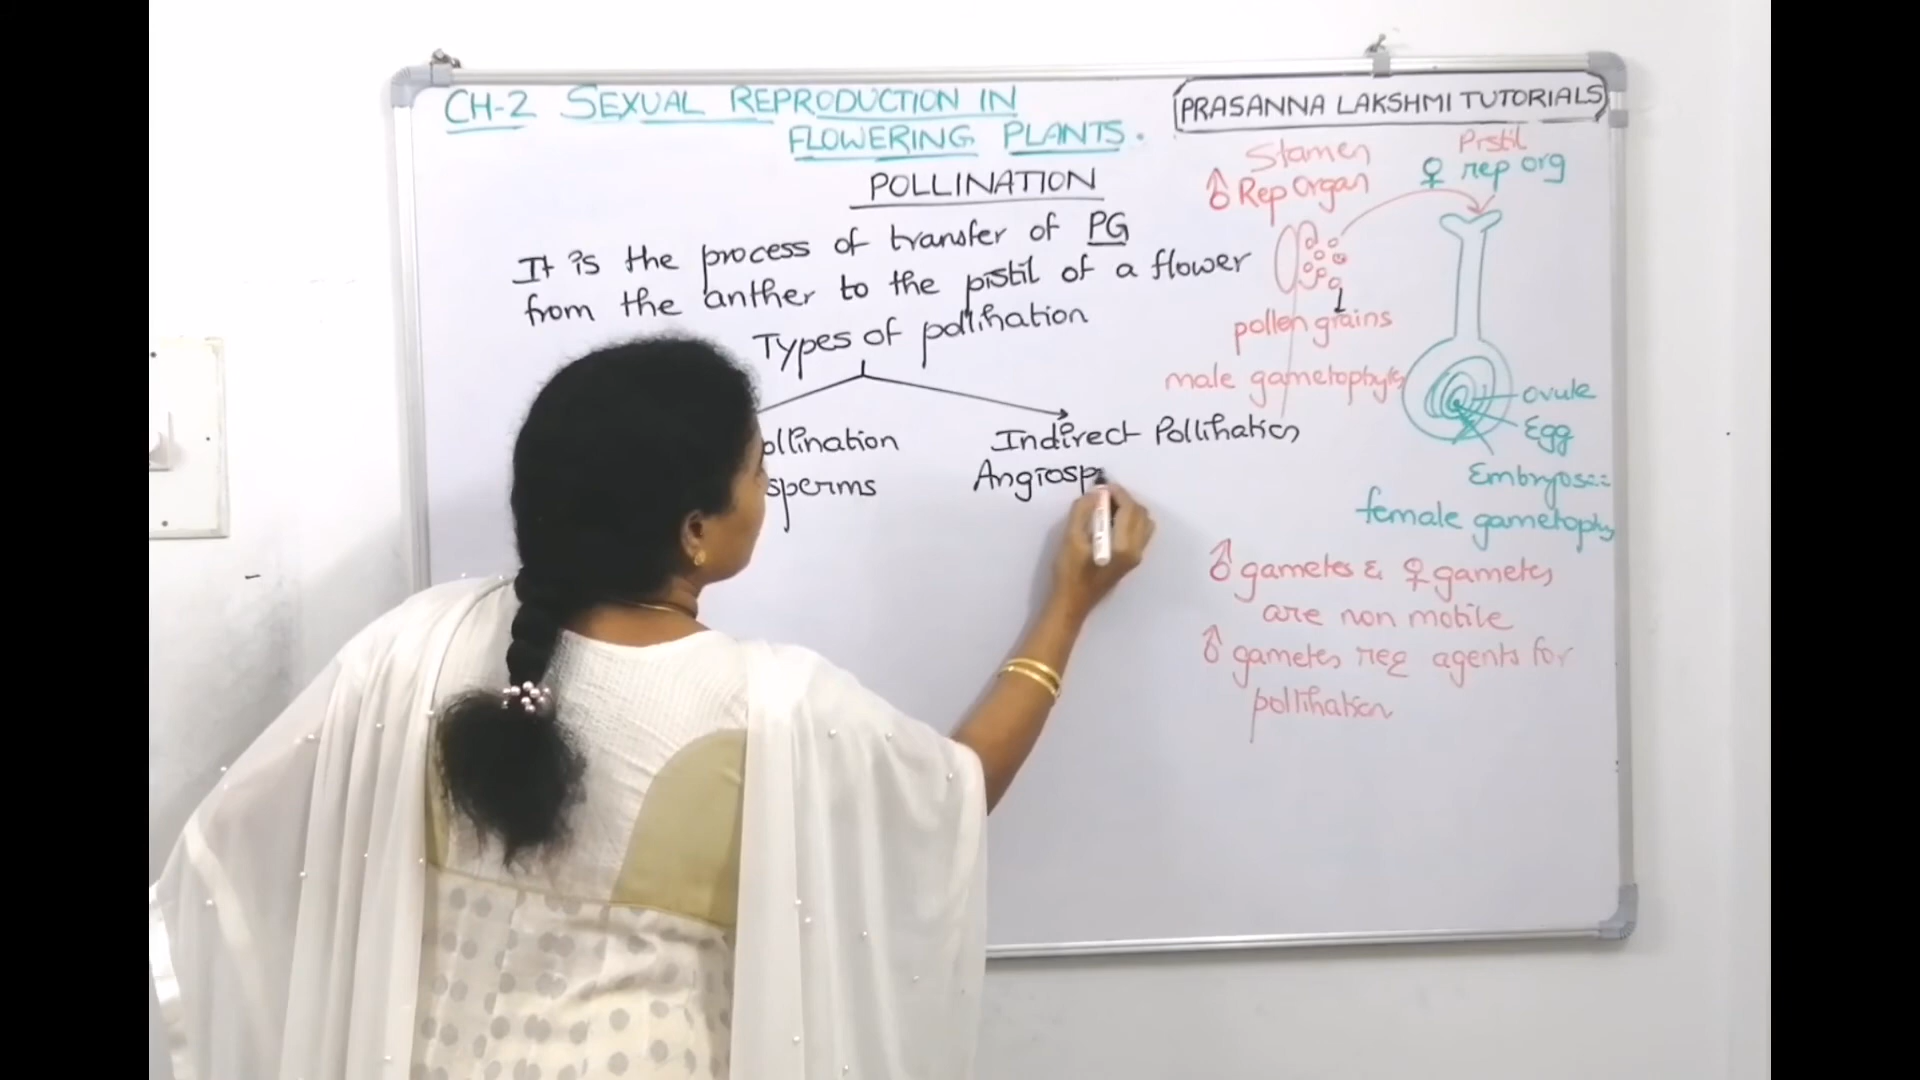 CH-2 SEXUAL REPRODUCTION IN
FLOWERING PLANTS.
PRASANNA LAKSHMI TUTORIALS
POLLINATION
It is the process of transfer of PG
from the anther to the pistil of a flower
Types of pollination
ollination
sperms
Indirect Pollination
Angiosp
Stamen
♂ Rep Organ
Pistil
♀ rep org
pollen grains
male gametophyte
ovule
Egg
Embryosac
female gametophy
♂ gametes & ♀ gametes
are non motile
♂ gametes req agents for
pollination